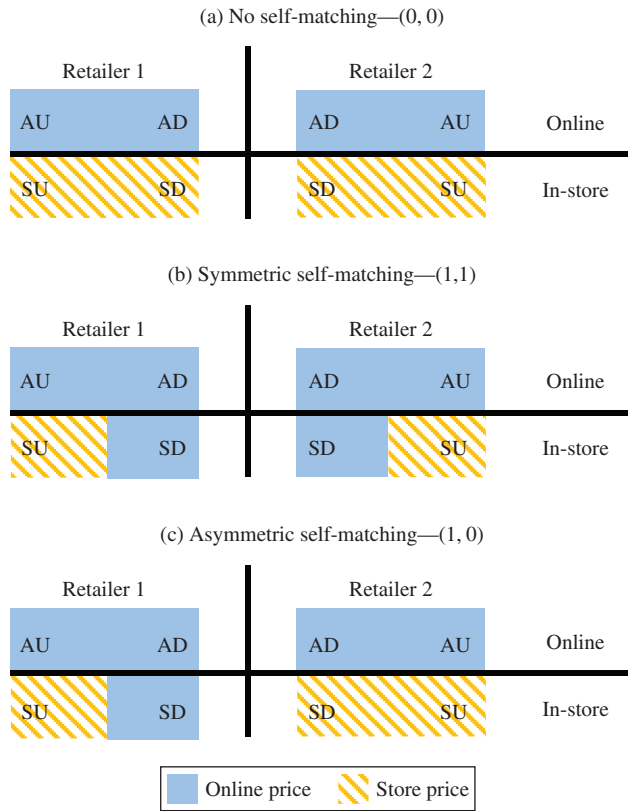 (a) No self-matching—(0, 0)
Retailer 1 Retailer 2
AU AD AD AU Online
SU SD SD SU In-store
(b) Symmetric self-matching—(1,1)
Retailer 1 Retailer 2
AU AD AD AU Online
SU SD SD SU In-store
(c) Asymmetric self-matching—(1, 0)
Retailer 1 Retailer 2
AU AD AD AU Online
SU SD SD SU In-store
Online price Store price